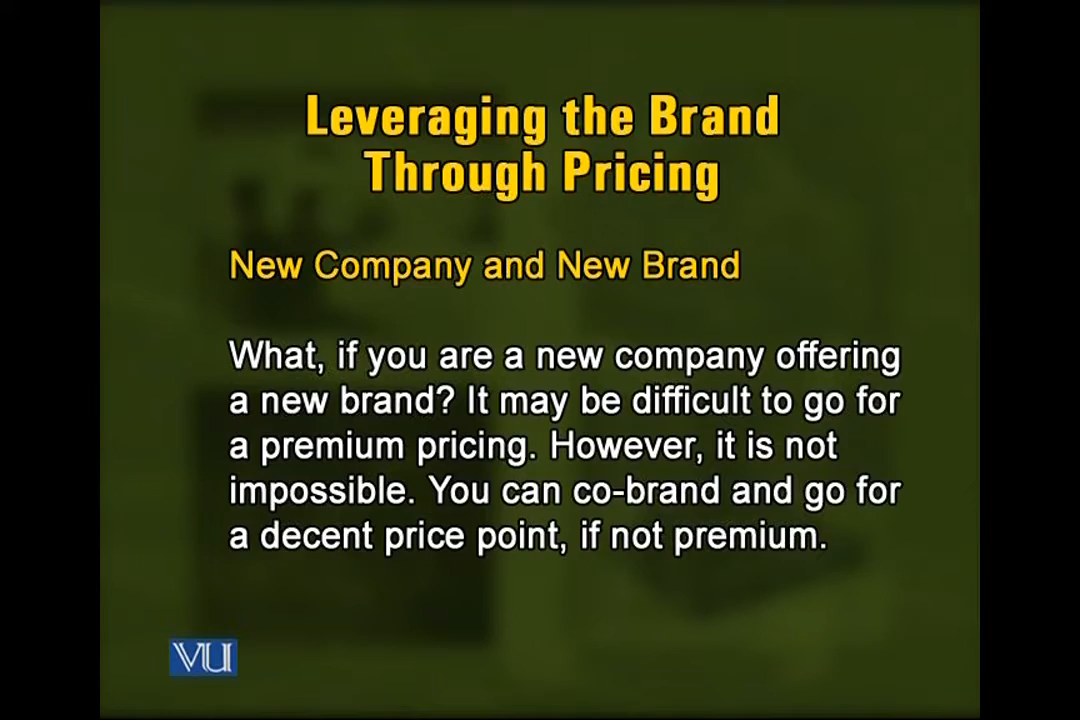 Leveraging the Brand
Through Pricing
New Company and New Brand
What, if you are a new company offering
a new brand? It may be difficult to go for
a premium pricing. However, it is not
impossible. You can co-brand and go for
a decent price point, if not premium.
VU